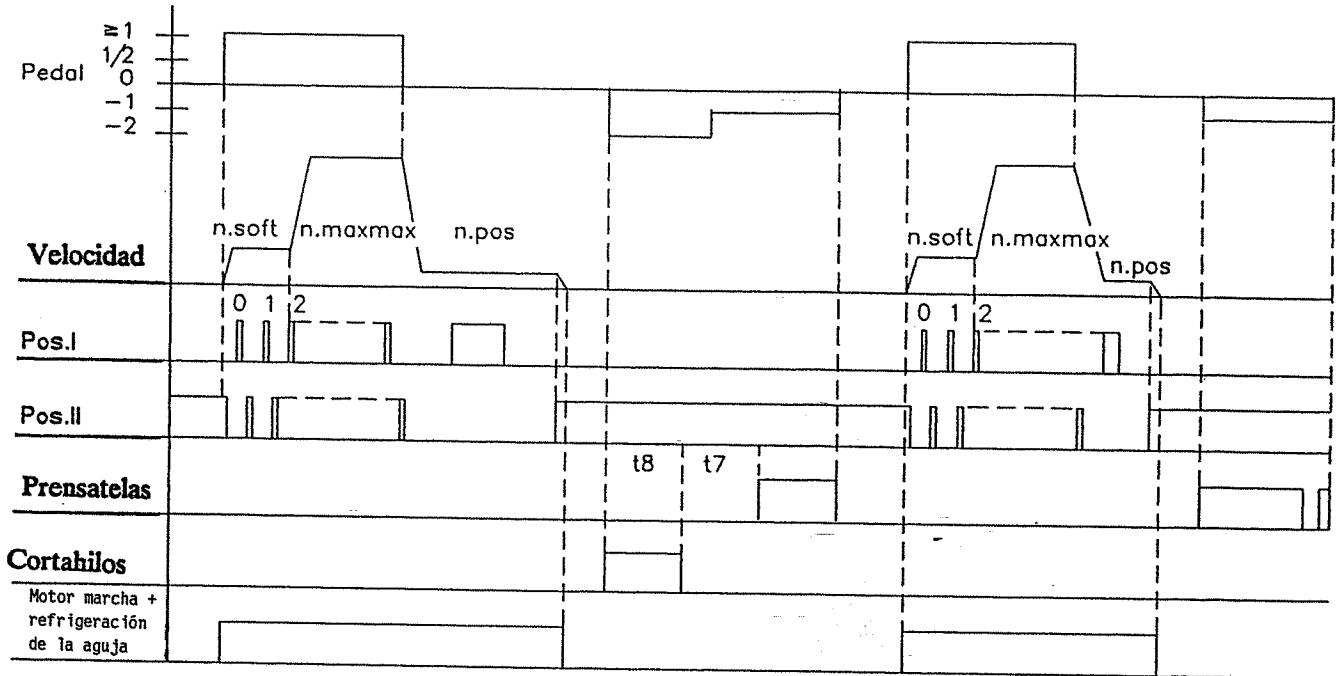 ≧1
1/2
Pedal 0
−1
−2
n.soft n.maxmax n.pos
n.soft n.maxmax
n.pos
Velocidad
0 1 2
0 1 2
Pos.I
Pos.II
t8 t7
Prensatelas
Cortahilos
Motor marcha +
refrigeración
de la aguja